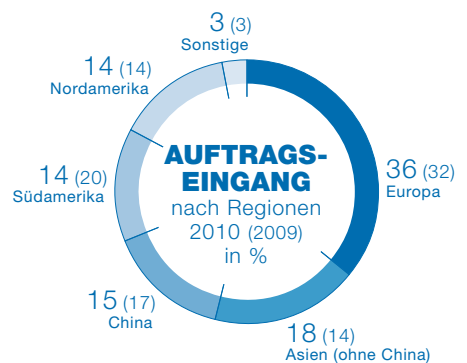 3 (3)
Sonstige
14 (14)
Nordamerika
14 (20)
Südamerika
15 (17)
China
18 (14)
Asien (ohne China)
36 (32)
Europa
AUFTRAGS-
EINGANG
nach Regionen
2010 (2009)
in %